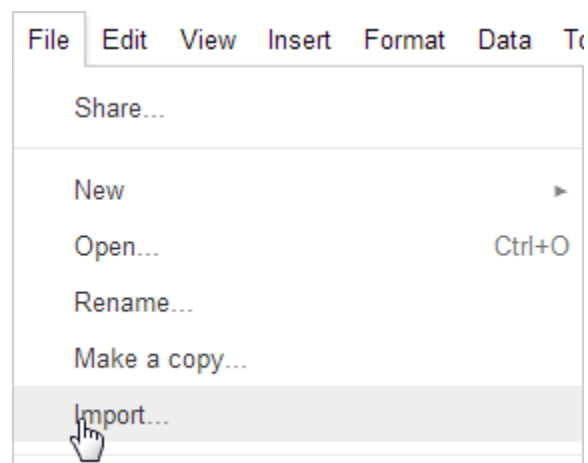 File Edit View Insert Format Data
Share...
New
Open... Ctrl+O
Rename...
Make a copy...
Import...